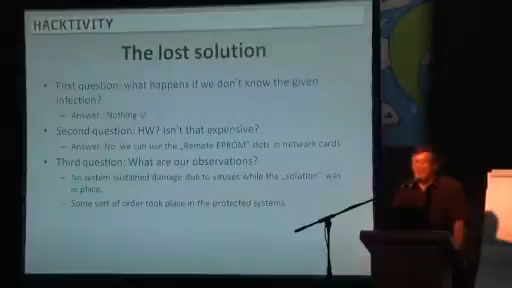 HACKTIVITY
The lost solution
• First question: what happens if we don't know the given
infection?
– Answer: Nothing
• Second question: HW? Isn't that expensive?
– Answer: No, we can use the „Remote EPROM" slots in network cards
• Third question: What are our observations?
– No system sustained damage due to viruses while the „solution" was
in place.
– Some sort of order took place in the protected systems.